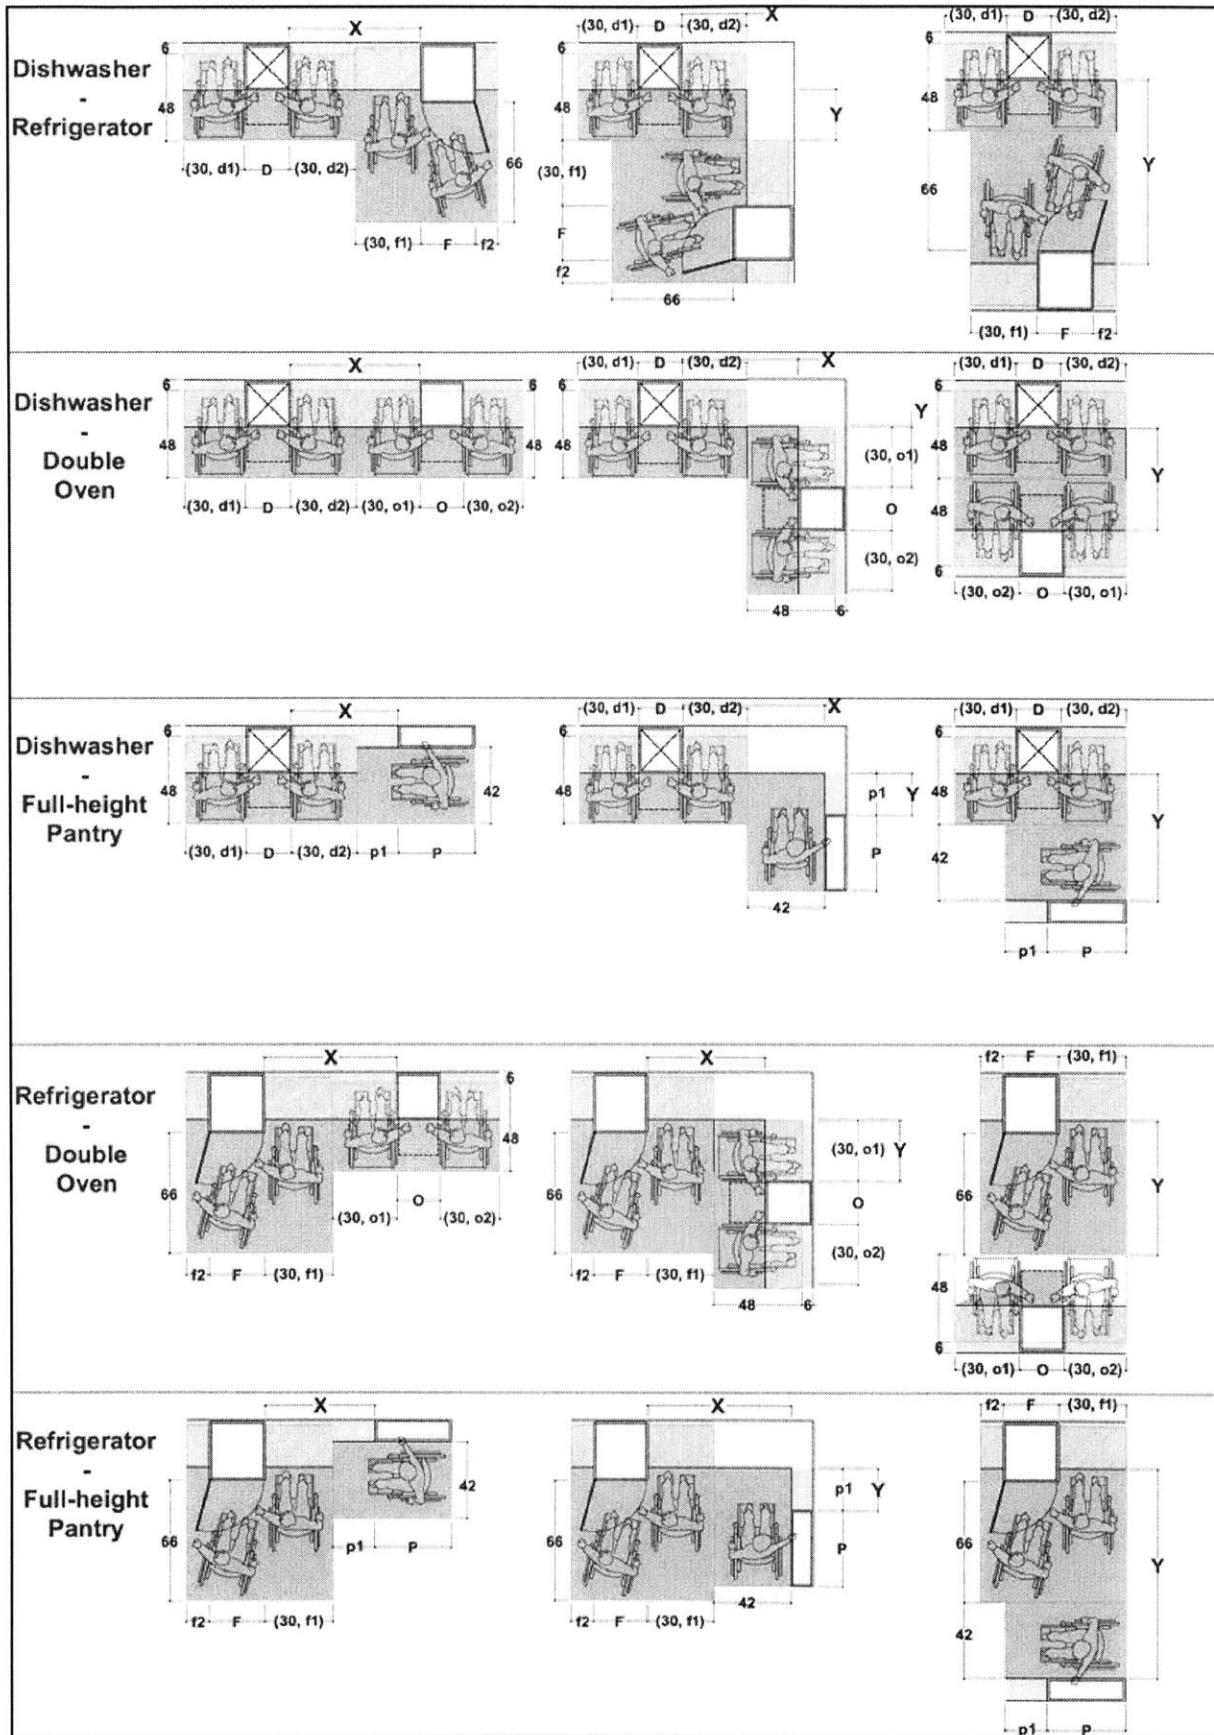 X
(30, d1) D (30, d2)
6
48
Dishwasher
-
Refrigerator
66
(30, d1) D (30, d2)
(30, f1) F f2
X
(30, d1) D (30, d2)
6
48
Y
(30, f1)
F
f2
66
(30, d1) D (30, d2)
6
48
66
Y
(30, f1) F f2
Dishwasher
-
Double
Oven
X
6 6
48 48
(30, d1) D (30, d2) (30, o1) O (30, o2)
X
(30, d1) D (30, d2)
6
48
Y
(30, o1)
O
(30, o2)
48 6
(30, d1) D (30, d2)
6
48
48
6
Y
(30, o2) O (30, o1)
Dishwasher
-
Full-height
Pantry
X
6
48
42
(30, d1) D (30, d2) p1 P
X
(30, d1) D (30, d2)
6
48
p1 Y
P
42
(30, d1) D (30, d2)
6
48
42
Y
p1 P
Refrigerator
-
Double
Oven
X
6
48
66
O
(30, o1) (30, o2)
f2 F (30, f1)
X
66
(30, o1) Y
O
(30, o2)
48 6
f2 F (30, f1)
f2 F (30, f1)
66
Y
48
6
(30, o1) O (30, o2)
Refrigerator
-
Full-height
Pantry
X
42
66
p1 P
f2 F (30, f1)
X
p1 Y
66
P
42
f2 F (30, f1)
f2 F (30, f1)
66
42
Y
p1 P